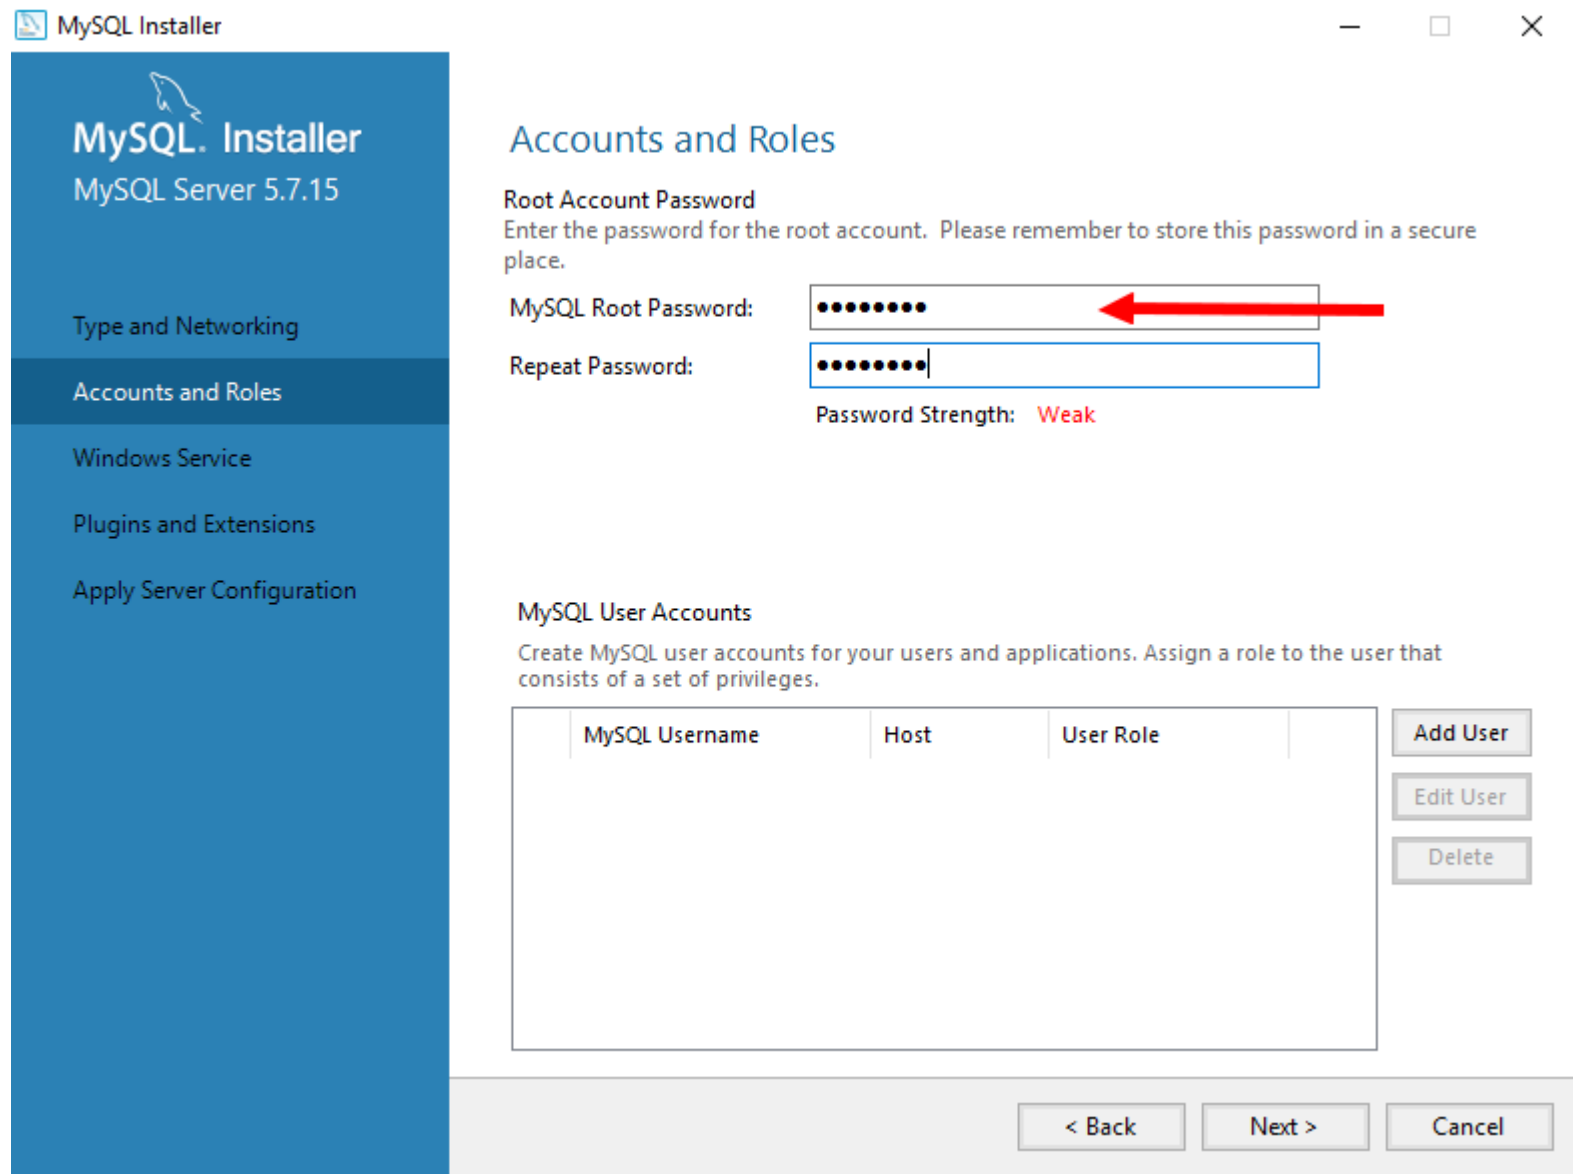 MySQL Installer
MySQL. Installer
MySQL Server 5.7.15
Type and Networking
Accounts and Roles
Windows Service
Plugins and Extensions
Apply Server Configuration
Accounts and Roles
Root Account Password
Enter the password for the root account. Please remember to store this password in a secure
place.
MySQL Root Password: ●●●●●●●●
Repeat Password: ●●●●●●●●
Password Strength: Weak
MySQL User Accounts
Create MySQL user accounts for your users and applications. Assign a role to the user that
consists of a set of privileges.
MySQL Username Host User Role
Add User
Edit User
Delete
< Back Next > Cancel